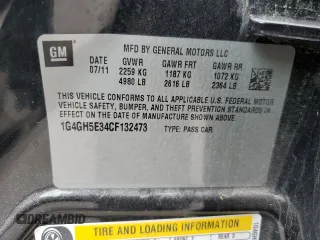 GM
MFD BY GENERAL MOTORS LLC
DATE GVWR GAWR FRT GAWR RR
07/11 2259 KG 1187 KG 1072 KG
4980 LB 2616 LB 2364 LB
THIS VEHICLE CONFORMS TO ALL APPLICABLE U.S. FEDERAL MOTOR
VEHICLE SAFETY, BUMPER, AND THEFT PREVENTION STANDARDS IN
EFFECT ON THE DATE OF MANUFACTURE SHOWN ABOVE.
1G4GH5E34CF132473 TYPE: PASS CAR
TIRE AND LOADING INFORMATION
SEATING CAPACITY
DREAMBID